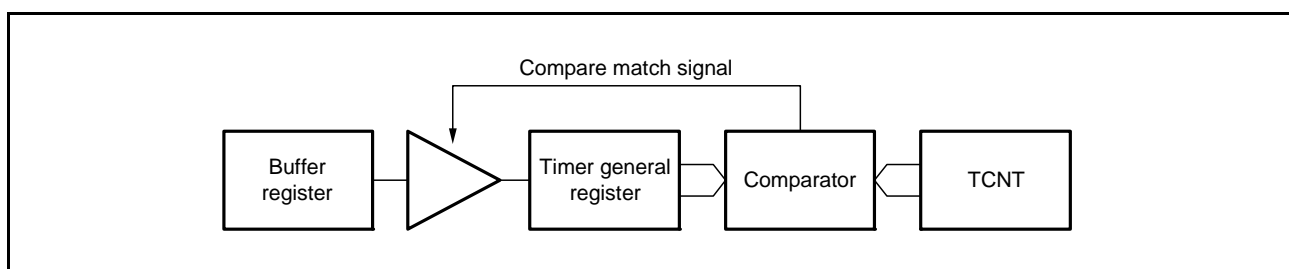 Compare match signal
Buffer
register
Timer general
register
Comparator
TCNT